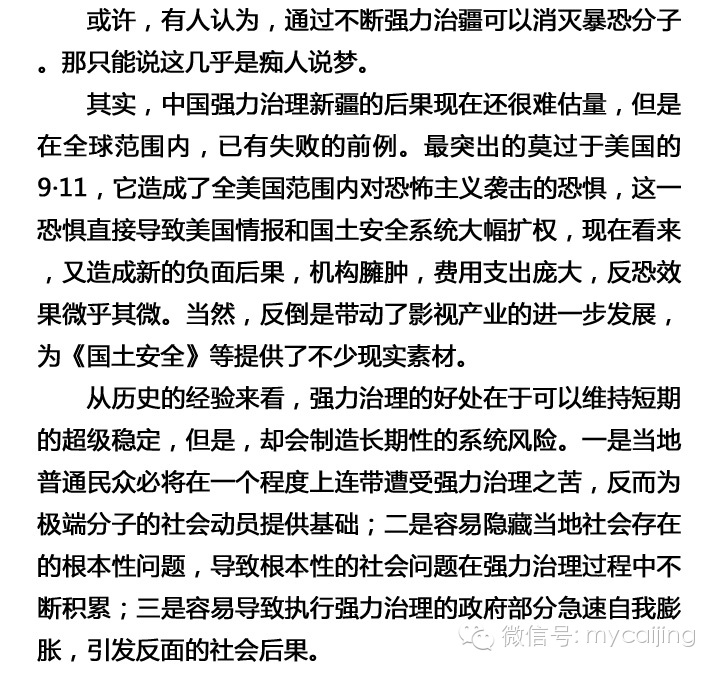 或许，有人认为，通过不断强力治疆可以消灭暴恐分子
。那只能说这几乎是痴人说梦。
其实，中国强力治理新疆的后果现在还很难估量，但是
在全球范围内，已有失败的前例。最突出的莫过于美国的
9·11，它造成了全美国范围内对恐怖主义袭击的恐惧，这一
恐惧直接导致美国情报和国土安全系统大幅扩权，现在看来
，又造成新的负面后果，机构臃肿，费用支出庞大，反恐效
果微乎其微。当然，反倒是带动了影视产业的进一步发展，
为《国土安全》等提供了不少现实素材。
从历史的经验来看，强力治理的好处在于可以维持短期
的超级稳定，但是，却会制造长期性的系统风险。一是当地
普通民众必将在一个程度上连带遭受强力治理之苦，反而为
极端分子的社会动员提供基础；二是容易隐藏当地社会存在
的根本性问题，导致根本性的社会问题在强力治理过程中不
断积累；三是容易导致执行强力治理的政府部分急速自我膨
胀，引发反面的社会后果。
微信号: mycaijing